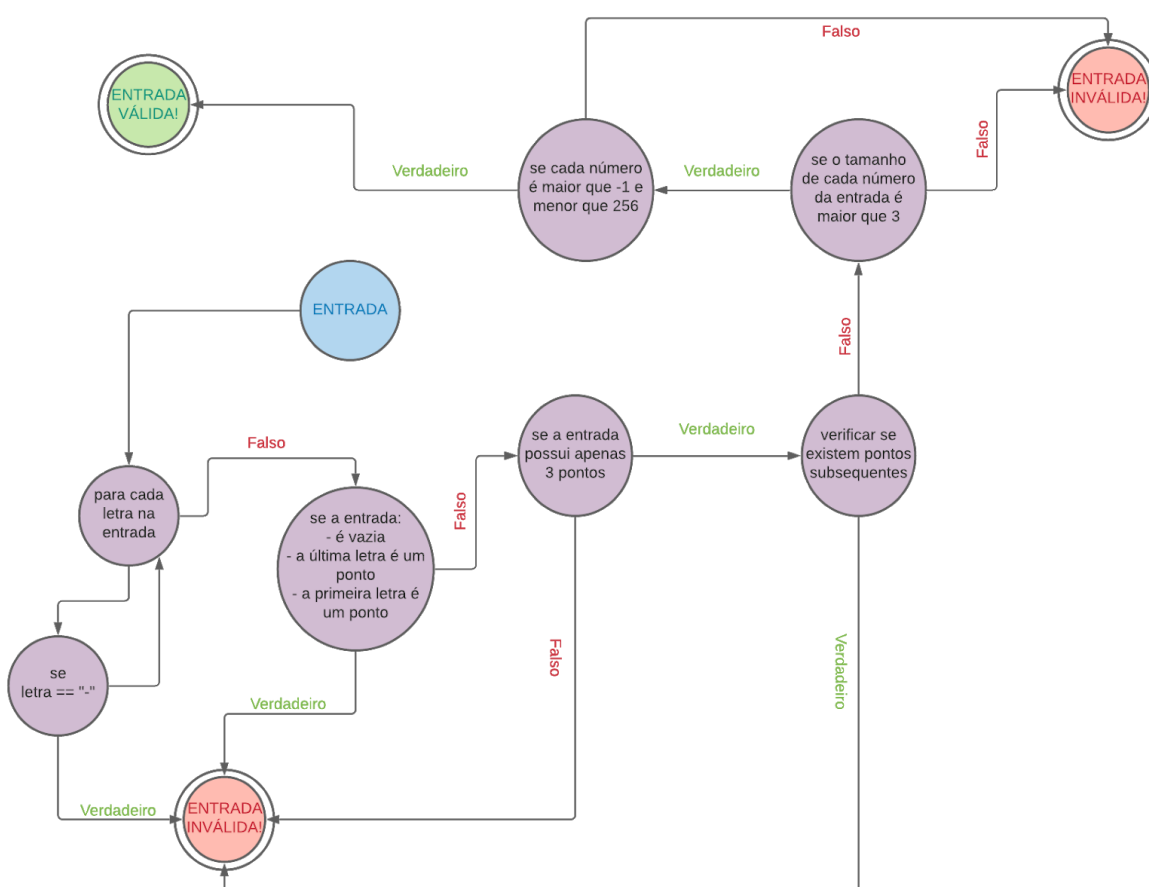 Falso
ENTRADA
VÁLIDA!
ENTRADA
INVÁLIDA!
Verdadeiro
se cada número
é maior que -1 e
menor que 256
Verdadeiro
se o tamanho
de cada número
da entrada é
maior que 3
Falso
ENTRADA
Falso
Falso
para cada
letra na
entrada
se a entrada:
- é vazia
- a última letra é um
ponto
- a primeira letra é
um ponto
Falso
se a entrada
possui apenas
3 pontos
Verdadeiro
verificar se
existem pontos
subsequentes
se
letra == "-"
Verdadeiro
Falso
Verdadeiro
Verdadeiro
ENTRADA
INVÁLIDA!